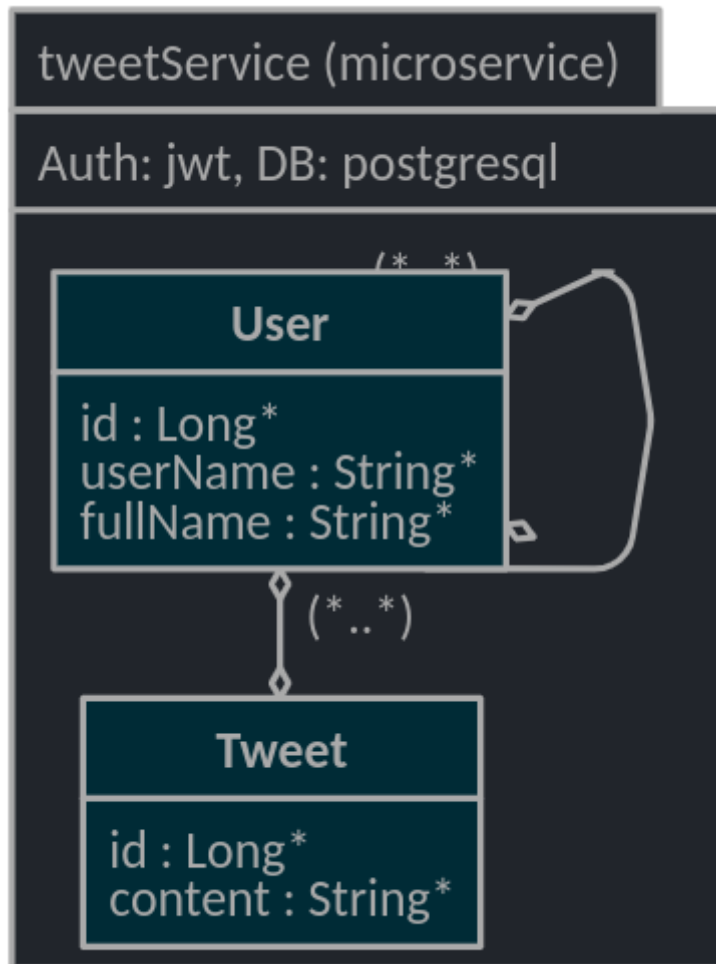 tweetService (microservice)
Auth: jwt, DB: postgresql
(*..*)
User
id : Long*
userName : String*
fullName : String*
(*..*)
Tweet
id : Long*
content : String*